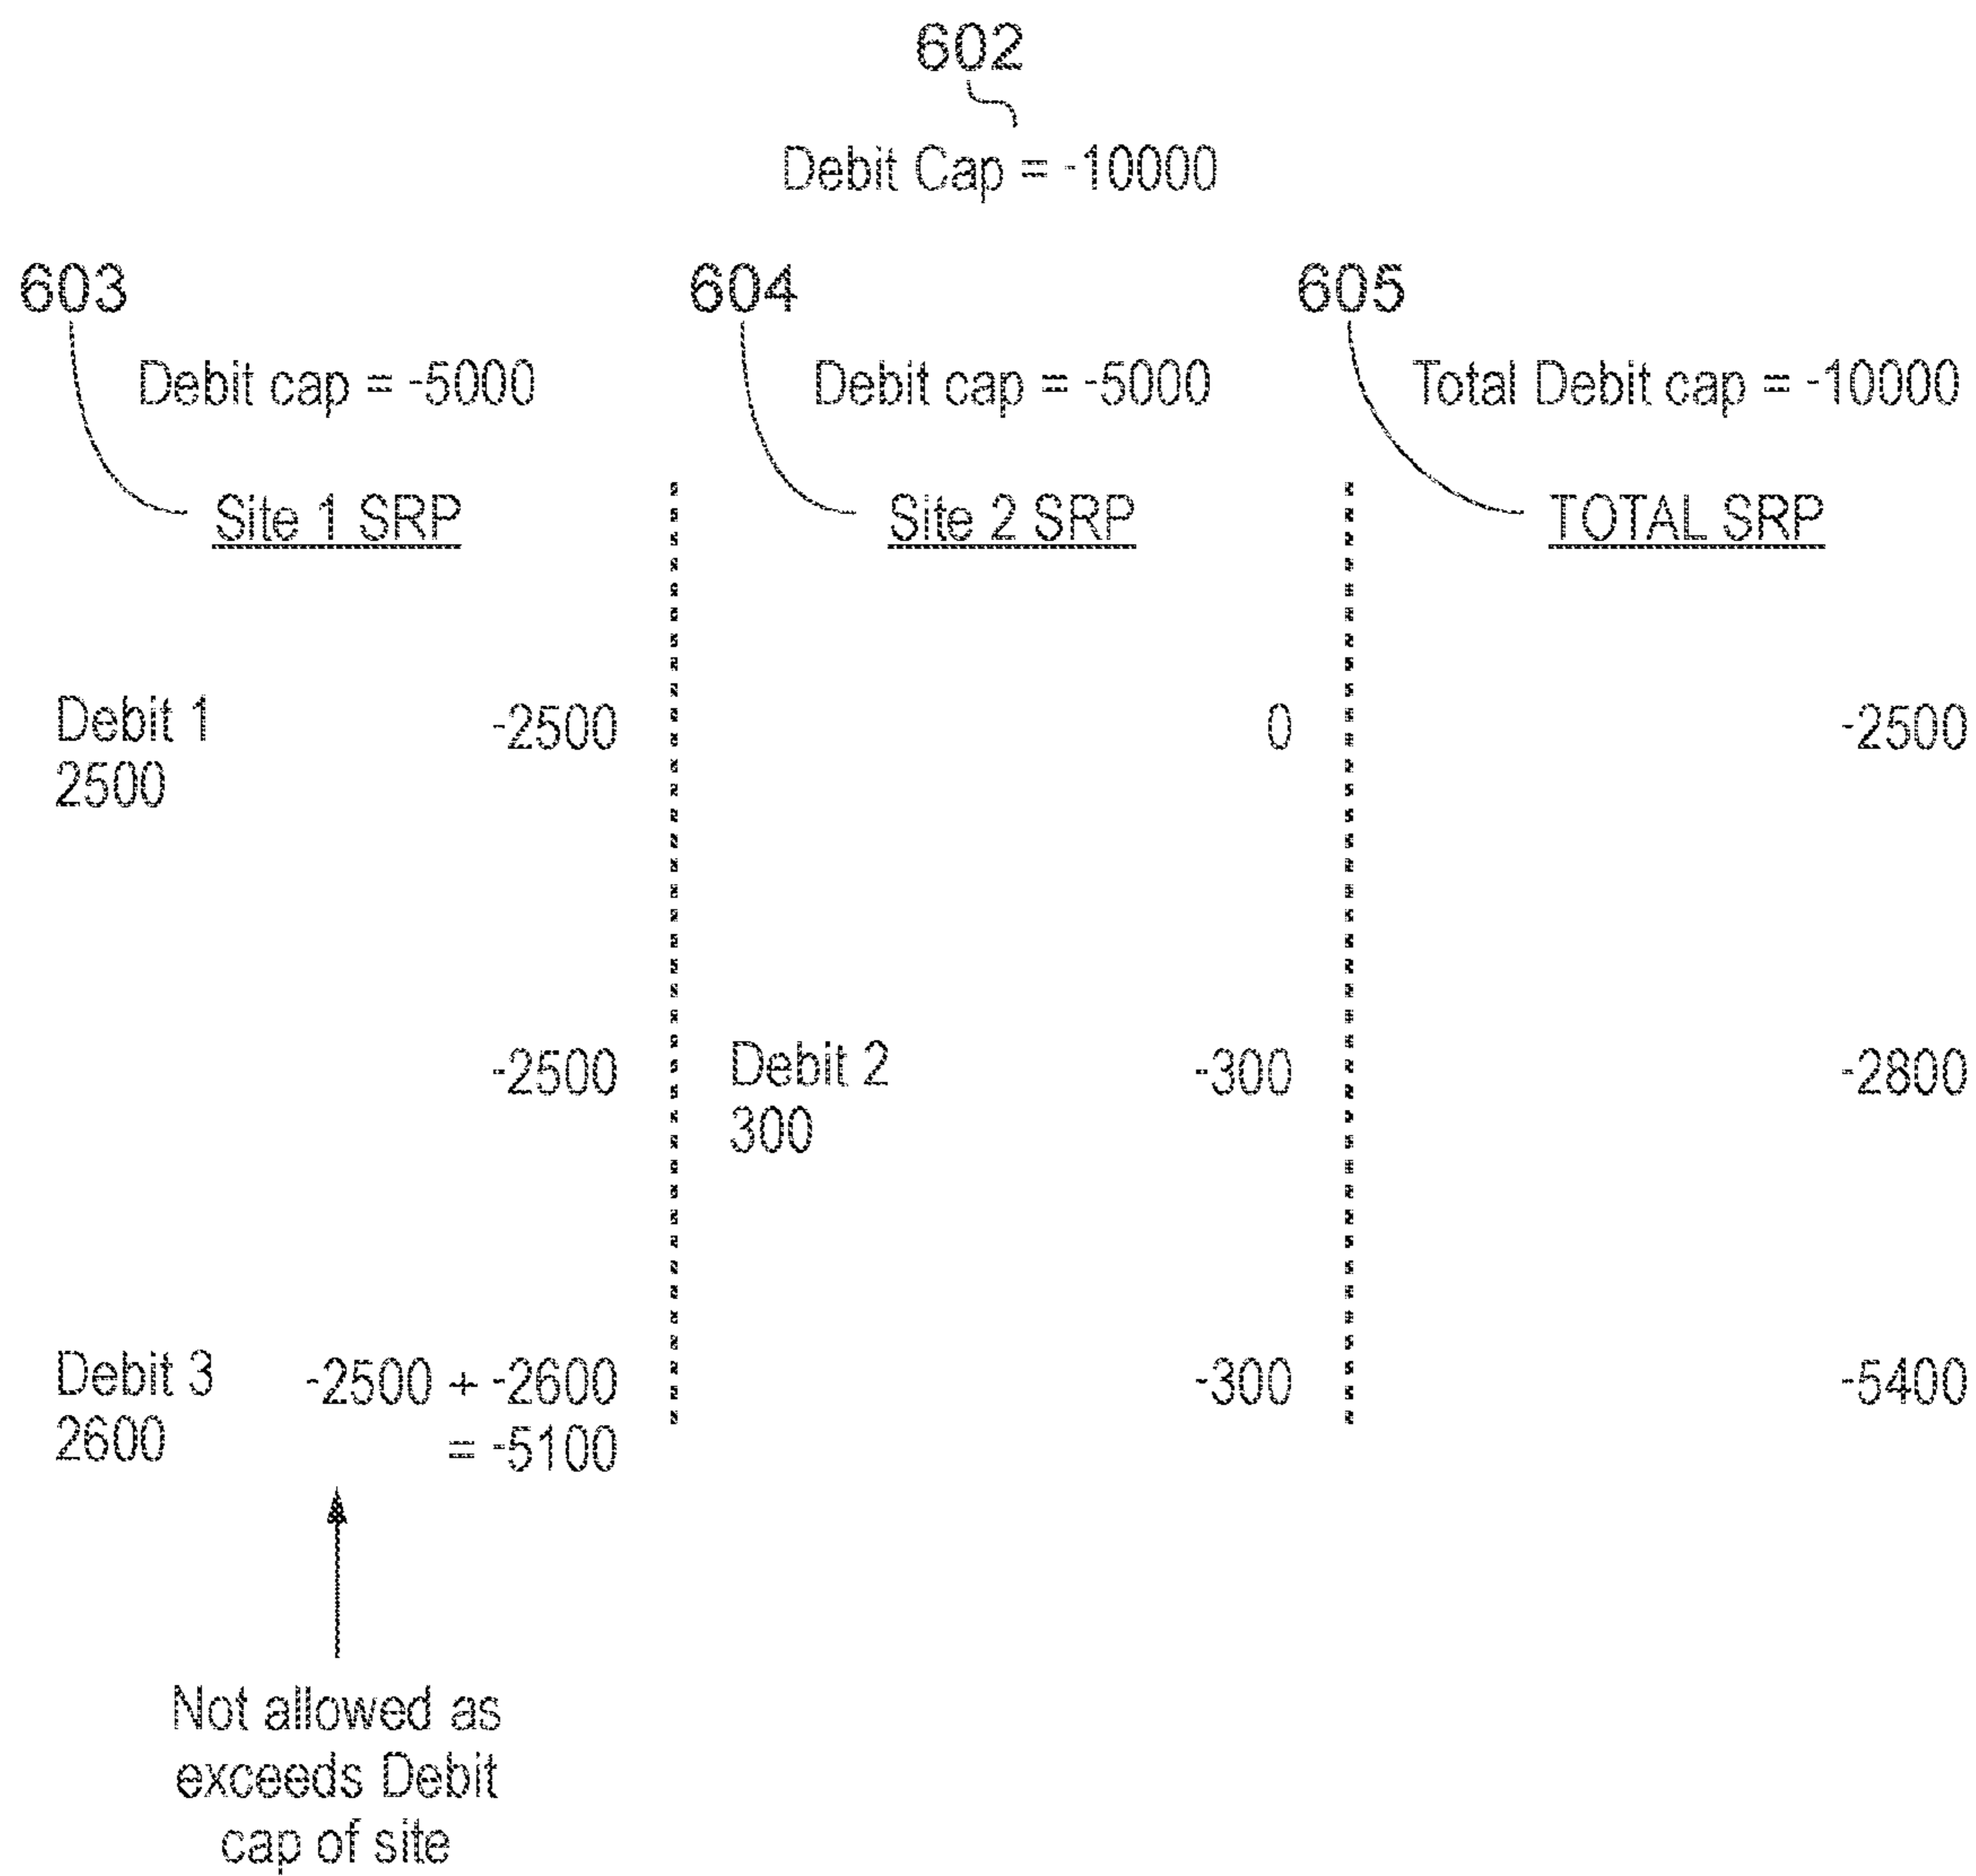 602
Debit Cap = -10000
603
604
605
Debit cap = -5000
Debit cap = -5000
Total Debit cap = -10000
Site 1 SRP
Site 2 SRP
TOTAL SRP
Debit 1
2500
-2500
0
-2500
-2500
Debit 2
300
-300
-2800
Debit 3
2600
-2500 + -2600
= -5100
-300
-5400
Not allowed as
exceeds Debit
cap of site